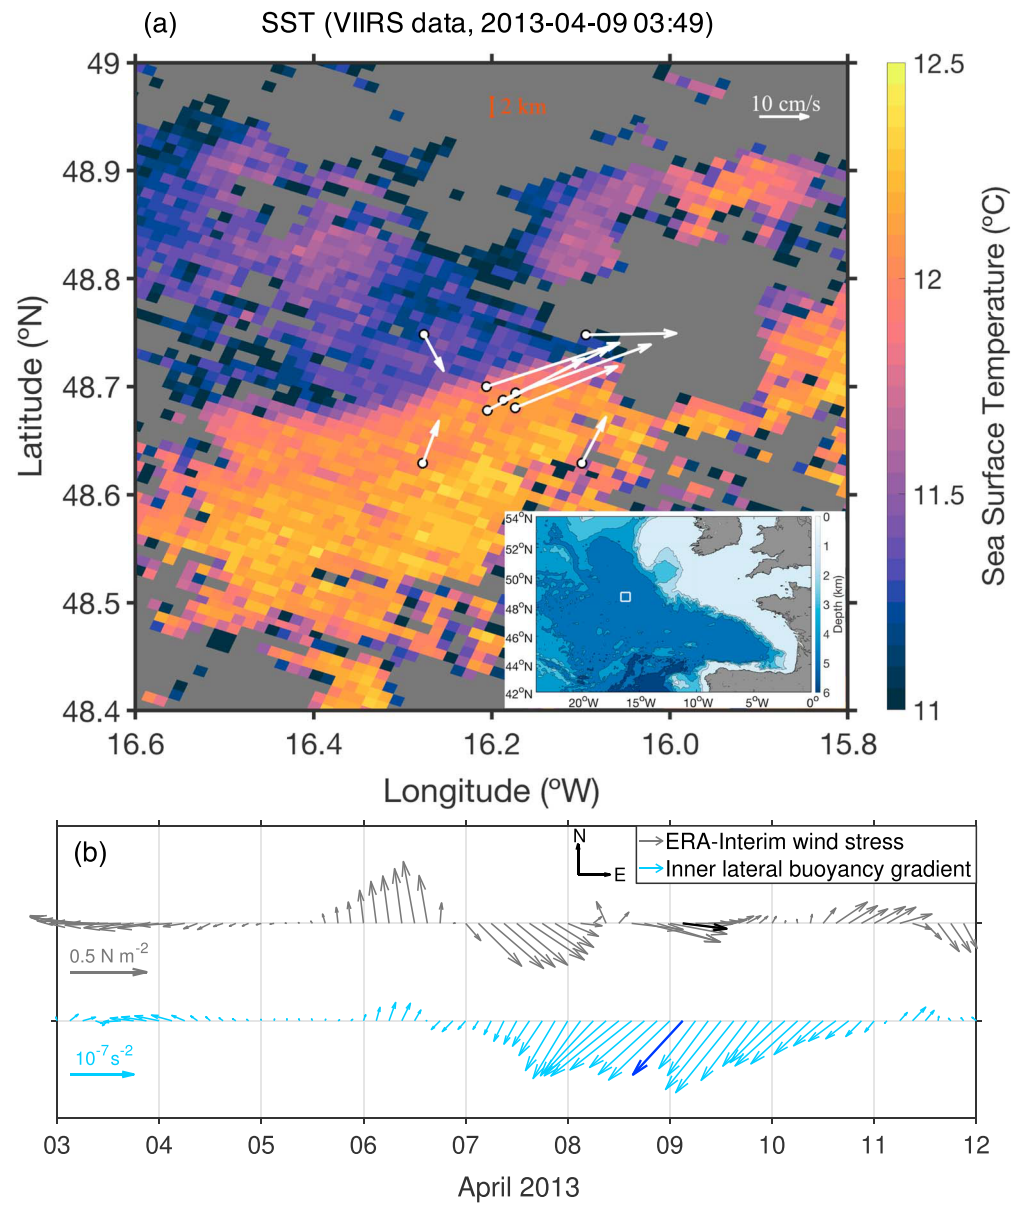 (a) SST (VIIRS data, 2013-04-09 03:49)
49
48.9
48.8
48.7
48.6
48.5
48.4
Latitude (ºN)
2 km
10 cm/s
12.5
12
11.5
11
Sea Surface Temperature (ºC)
54°N
52°N
50°N
48°N
46°N
44°N
42°N
20°W 15°W 10°W 5°W 0°
0
1
2
3
4
5
6
Depth (km)
16.6 16.4 16.2 16.0 15.8
Longitude (ºW)
(b)
N
E
ERA-Interim wind stress
Inner lateral buoyancy gradient
0.5 N m⁻²
10⁻⁷s⁻²
03 04 05 06 07 08 09 10 11 12
April 2013